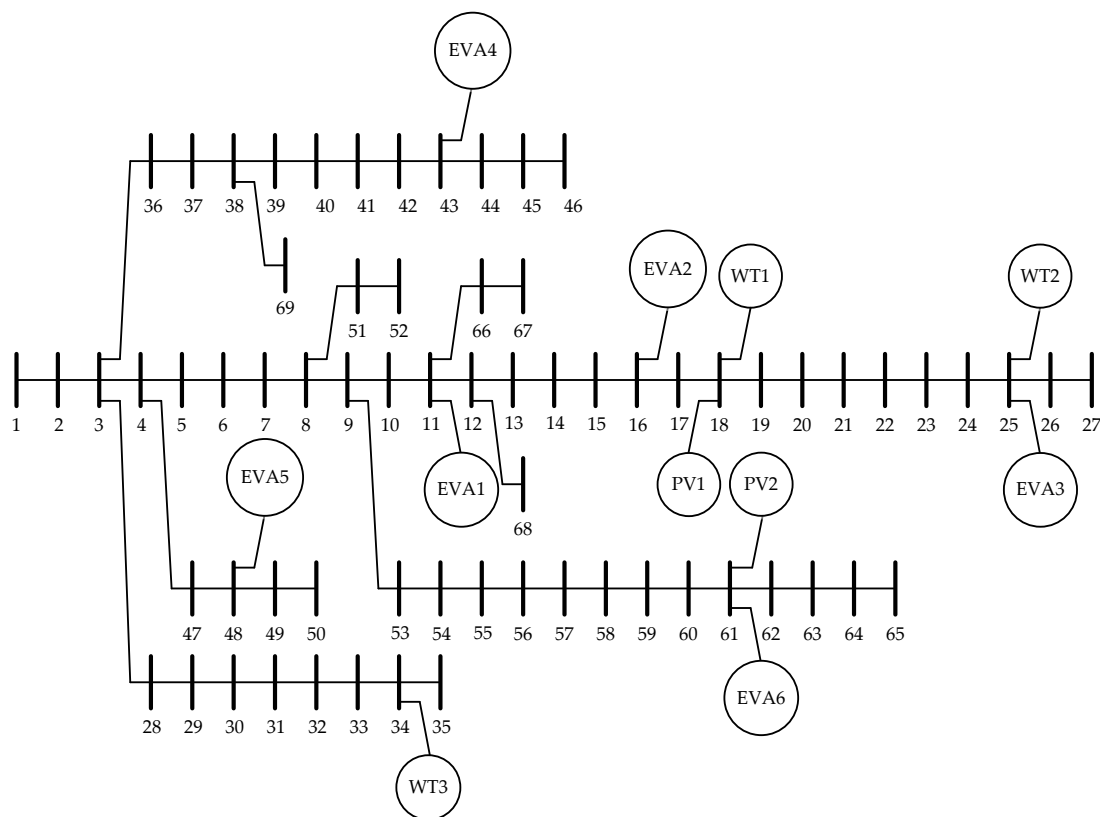 EVA4
36 37 38 39 40 41 42 43 44 45 46
EVA2 WT1 WT2
69 51 52 66 67
1 2 3 4 5 6 7 8 9 10 11 12 13 14 15 16 17 18 19 20 21 22 23 24 25 26 27
EVA5 EVA1 PV1 PV2 EVA3
68
47 48 49 50 53 54 55 56 57 58 59 60 61 62 63 64 65
EVA6
28 29 30 31 32 33 34 35
WT3